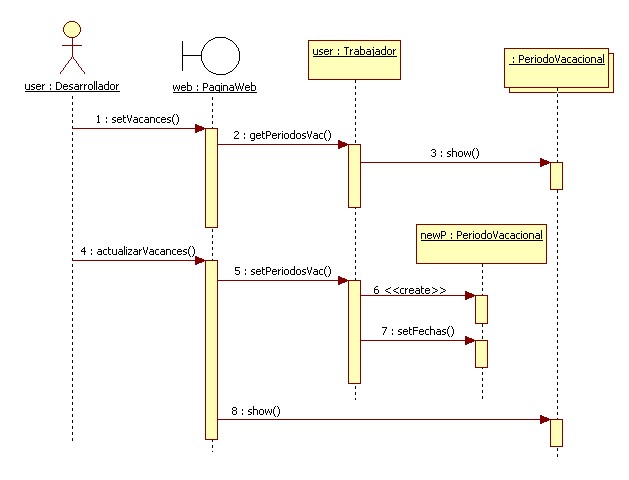 user : Trabajador
: PeriodoVacacional
user : Desarrollador
web : PaginaWeb
1 : setVacances()
2 : getPeriodosVac()
3 : show()
newP : PeriodoVacacional
4 : actualizarVacances()
5 : setPeriodosVac()
6 <<create>>
7 : setFechas()
8 : show()